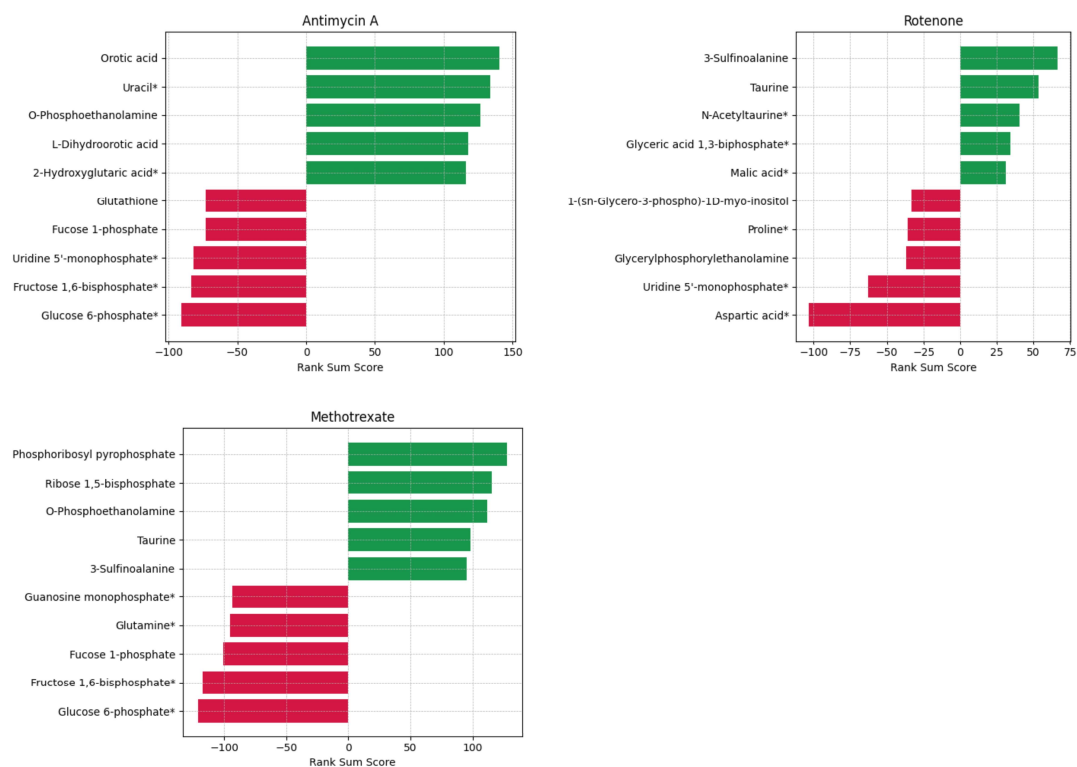 Antimycin A
Orotic acid
Uracil*
O-Phosphoethanolamine
L-Dihydroorotic acid
2-Hydroxyglutaric acid*
Glutathione
Fucose 1-phosphate
Uridine 5'-monophosphate*
Fructose 1,6-bisphosphate*
Glucose 6-phosphate*
−100 −50 0 50 100 150
Rank Sum Score
Rotenone
3-Sulfinoalanine
Taurine
N-Acetyltaurine*
Glyceric acid 1,3-biphosphate*
Malic acid*
1-(sn-Glycero-3-phospho)-1D-myo-inositol
Proline*
Glycerylphosphorylethanolamine
Uridine 5'-monophosphate*
Aspartic acid*
−100 −75 −50 −25 0 25 50 75
Rank Sum Score
Methotrexate
Phosphoribosyl pyrophosphate
Ribose 1,5-bisphosphate
O-Phosphoethanolamine
Taurine
3-Sulfinoalanine
Guanosine monophosphate*
Glutamine*
Fucose 1-phosphate
Fructose 1,6-bisphosphate*
Glucose 6-phosphate*
−100 −50 0 50 100
Rank Sum Score